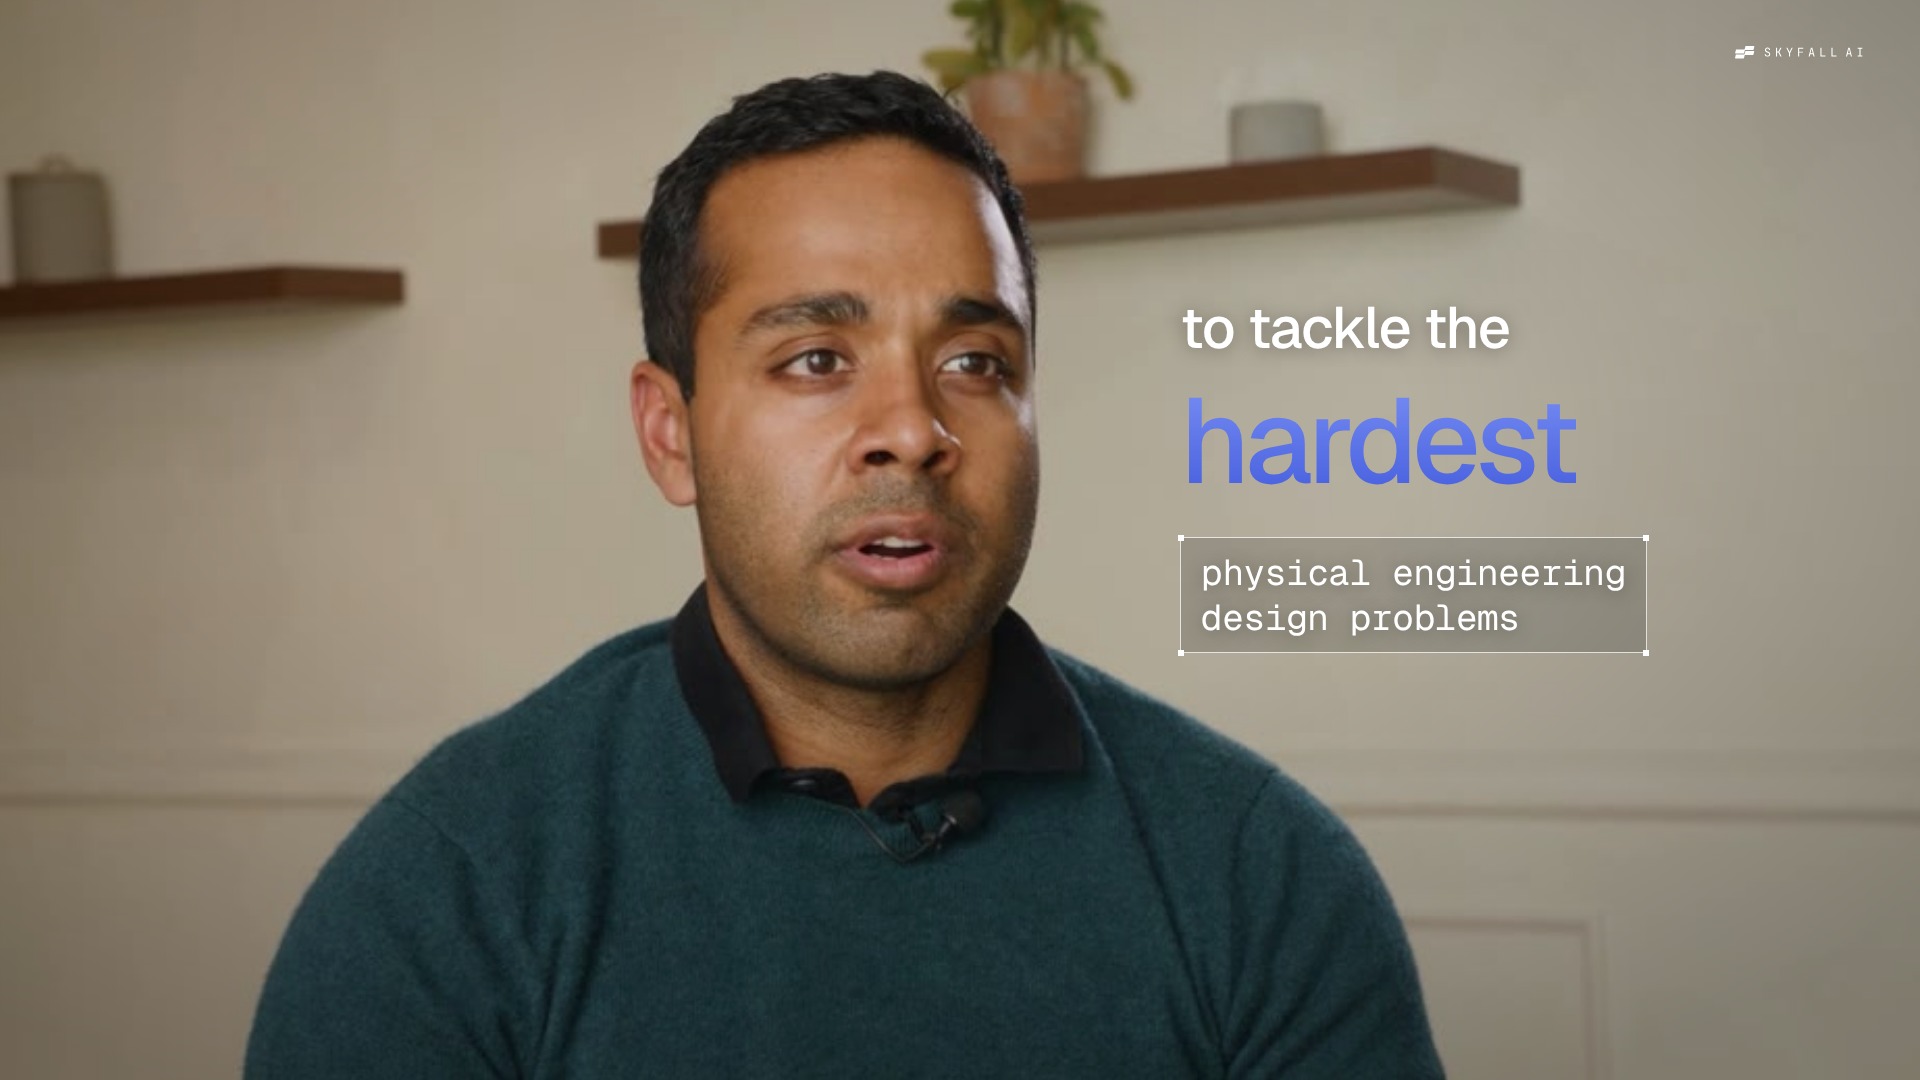 SKYFALL AI
to tackle the
hardest
physical engineering
design problems